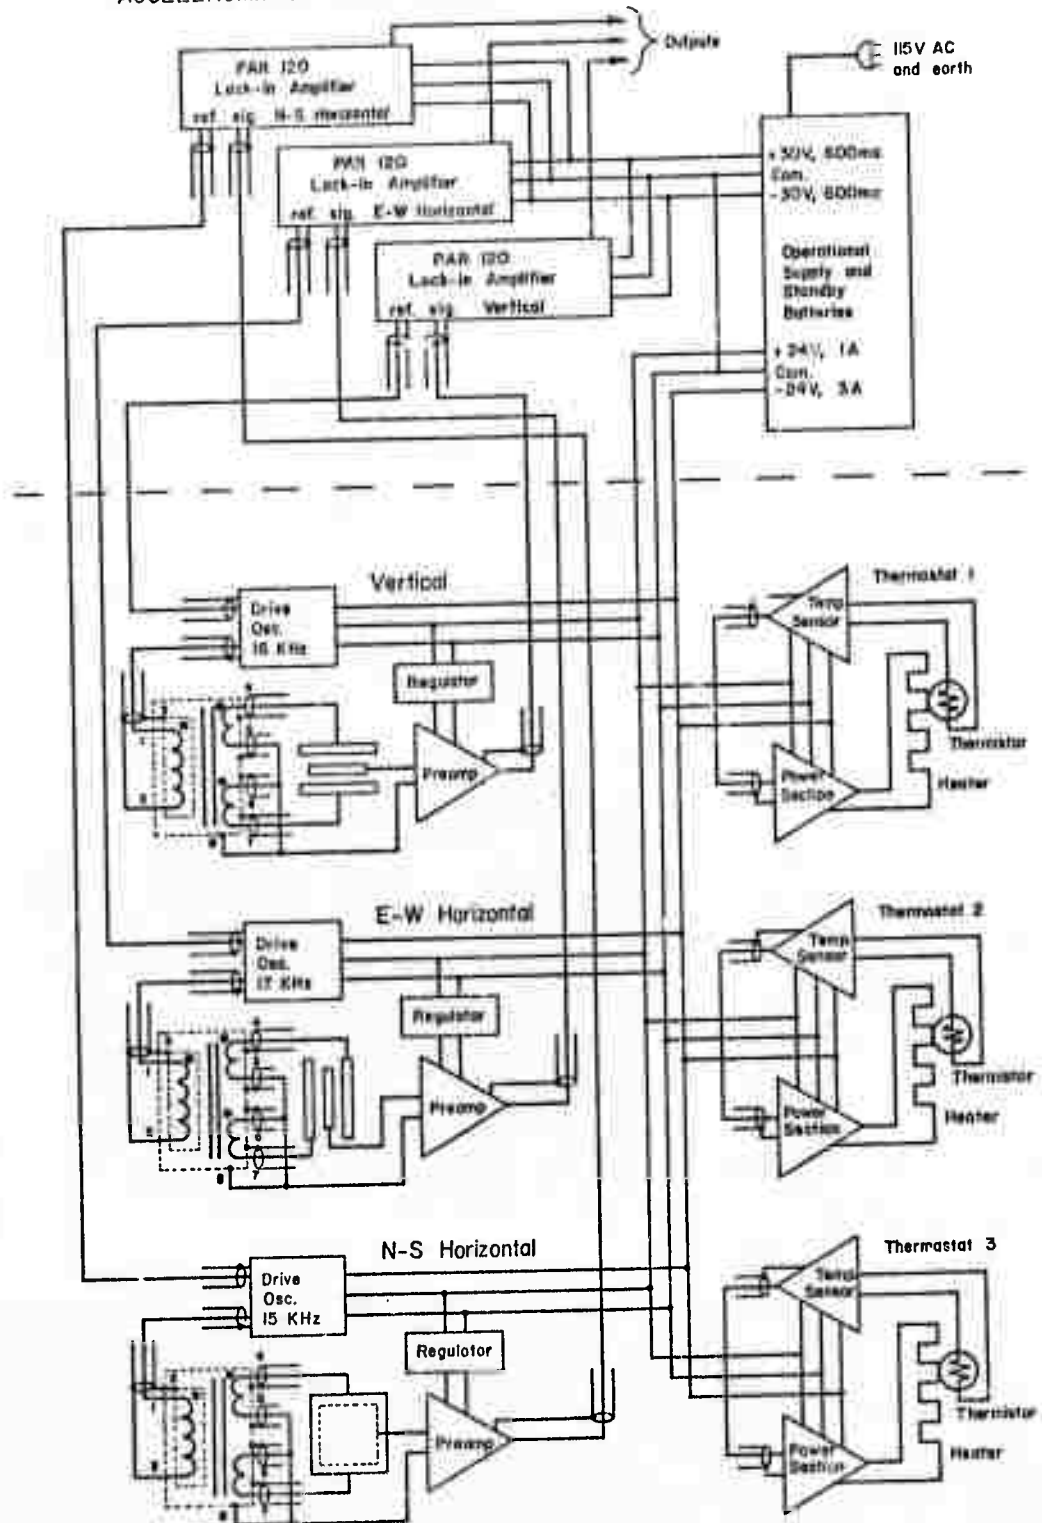 Outputs
115V AC
and earth
PAR 120
Lock-in Amplifier
ref. sig. N-S Horizontal
PAR 120
Lock-in Amplifier
ref. sig. E-W Horizontal
PAR 120
Lock-in Amplifier
ref. sig. Vertical
+30V, 600ma
Com.
-30V, 600ma
Operational
Supply and
Standby
Batteries
+24V, 1A
Com.
-24V, 3A
Vertical
Drive
Osc.
16 KHz
Regulator
Preamp
Thermostat 1
Temp
Sensor
Power
Section
Thermistor
Heater
E-W Horizontal
Drive
Osc.
17 KHz
Regulator
Preamp
7
8
Thermostat 2
Temp
Sensor
Power
Section
Thermistor
Heater
N-S Horizontal
Drive
Osc.
15 KHz
Regulator
Preamp
Thermostat 3
Temp
Sensor
Power
Section
Thermistor
Heater